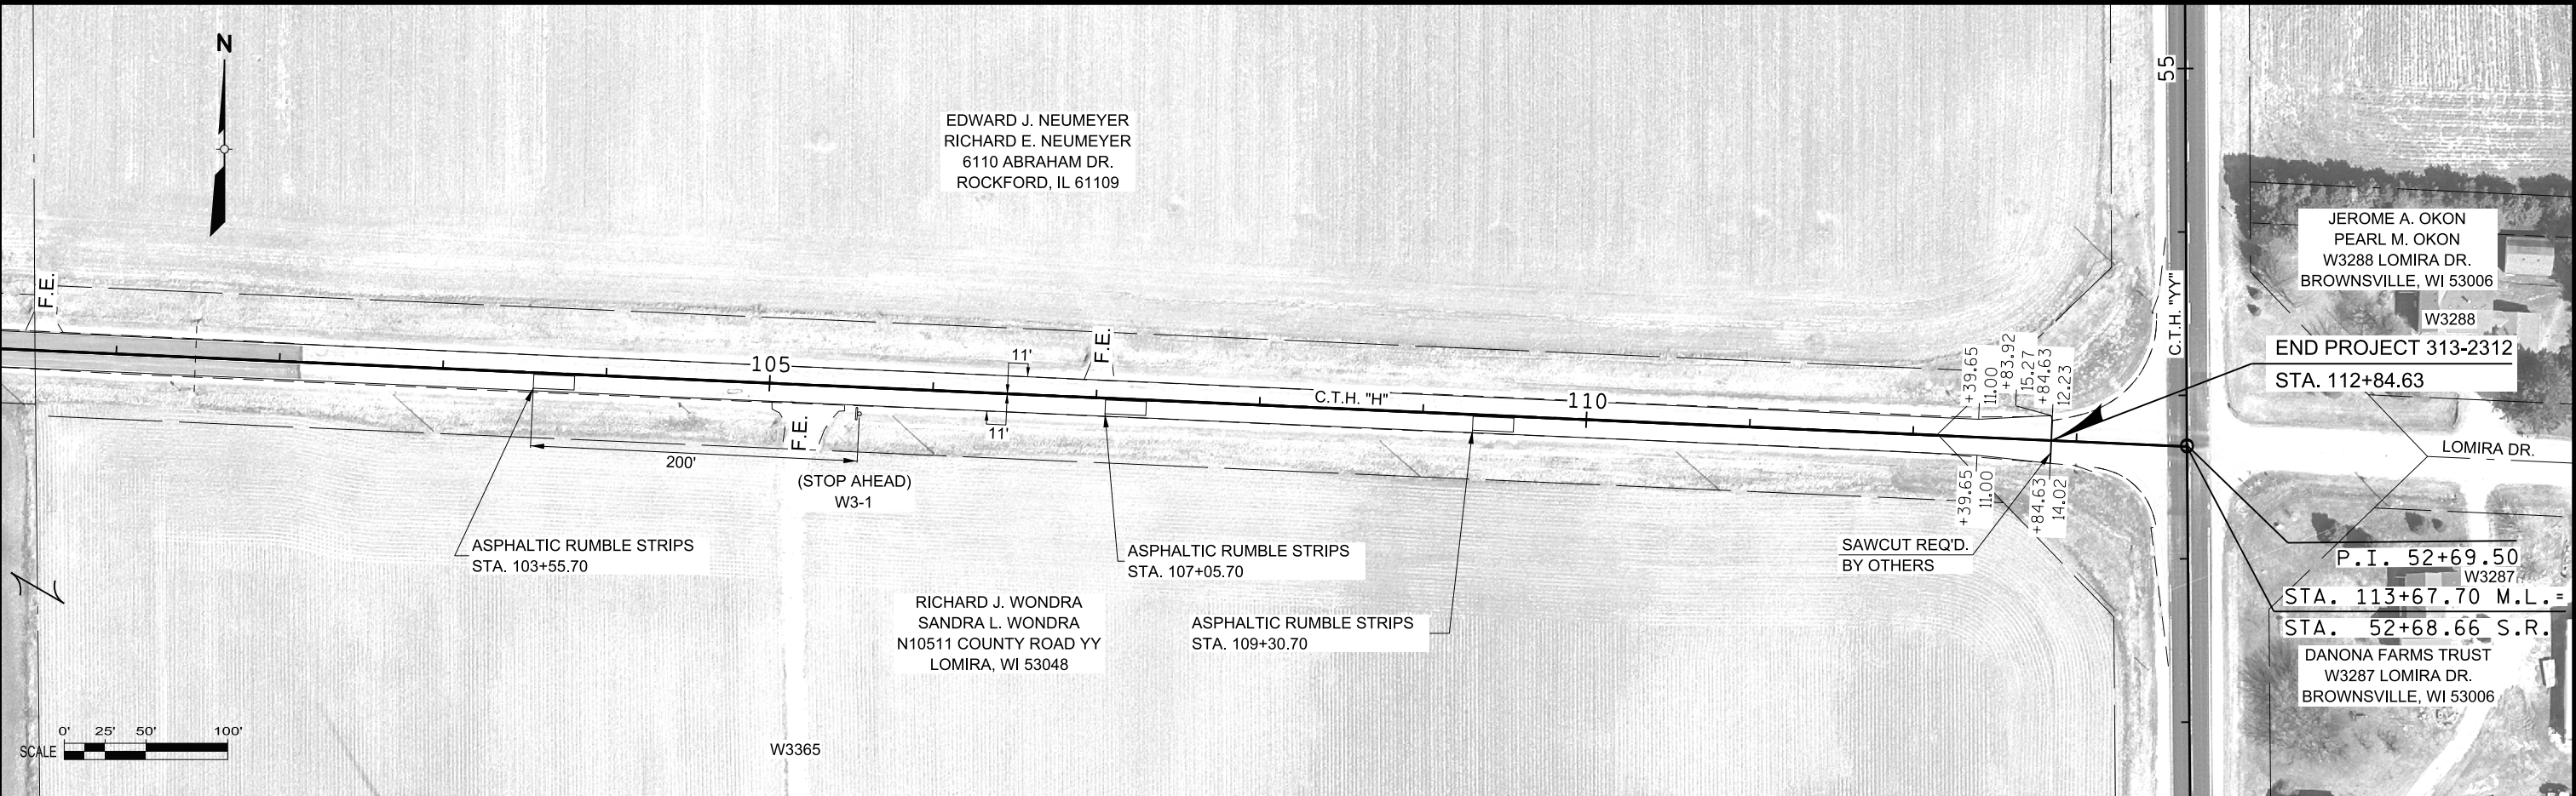 N
EDWARD J. NEUMEYER
RICHARD E. NEUMEYER
6110 ABRAHAM DR.
ROCKFORD, IL 61109
55
JEROME A. OKON
PEARL M. OKON
W3288 LOMIRA DR.
BROWNSVILLE, WI 53006
W3288
C.T.H. "YY"
END PROJECT 313-2312
STA. 112+84.63
F.E.
105
11'
F.E.
11'
C.T.H. "H"
110
+39.65
11.00
+83.92
15.27
+84.63
12.23
LOMIRA DR.
F.E.
200'
(STOP AHEAD)
W3-1
+39.65
11.00
+84.63
14.02
ASPHALTIC RUMBLE STRIPS
STA. 103+55.70
ASPHALTIC RUMBLE STRIPS
STA. 107+05.70
SAWCUT REQ'D.
BY OTHERS
P.I. 52+69.50
W3287
STA. 113+67.70 M.L.=
STA. 52+68.66 S.R.
RICHARD J. WONDRA
SANDRA L. WONDRA
N10511 COUNTY ROAD YY
LOMIRA, WI 53048
ASPHALTIC RUMBLE STRIPS
STA. 109+30.70
DANONA FARMS TRUST
W3287 LOMIRA DR.
BROWNSVILLE, WI 53006
0' 25' 50' 100'
SCALE
W3365